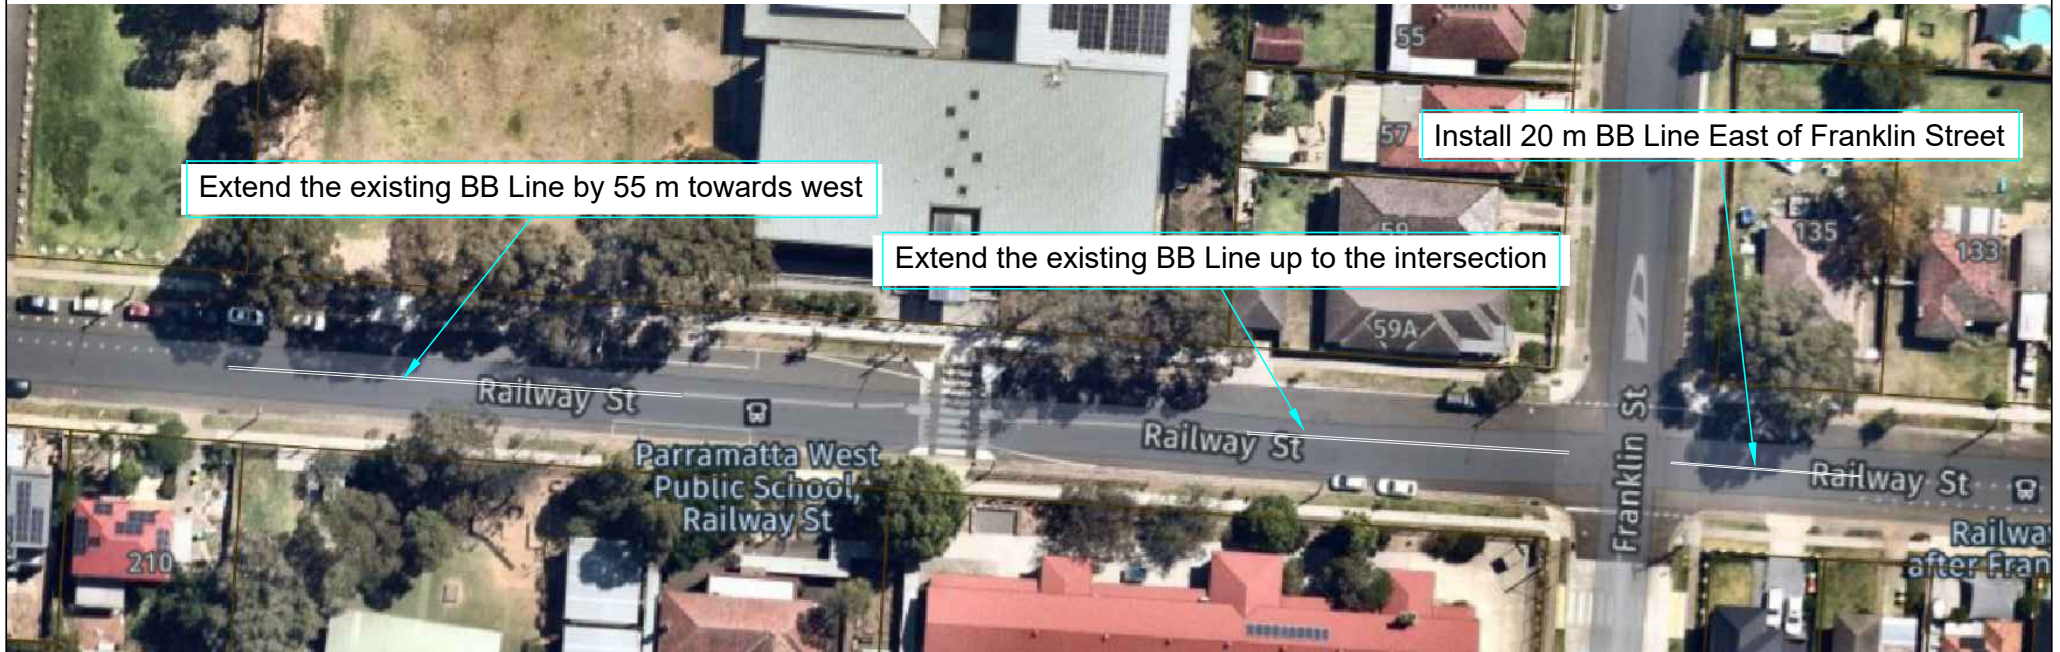 55
57
Install 20 m BB Line East of Franklin Street
Extend the existing BB Line by 55 m towards west
59
135
133
Extend the existing BB Line up to the intersection
59A
Railway St
Railway St
Franklin St
Railway St
Parramatta West
Public School,
Railway St
Railway
after Fran
210